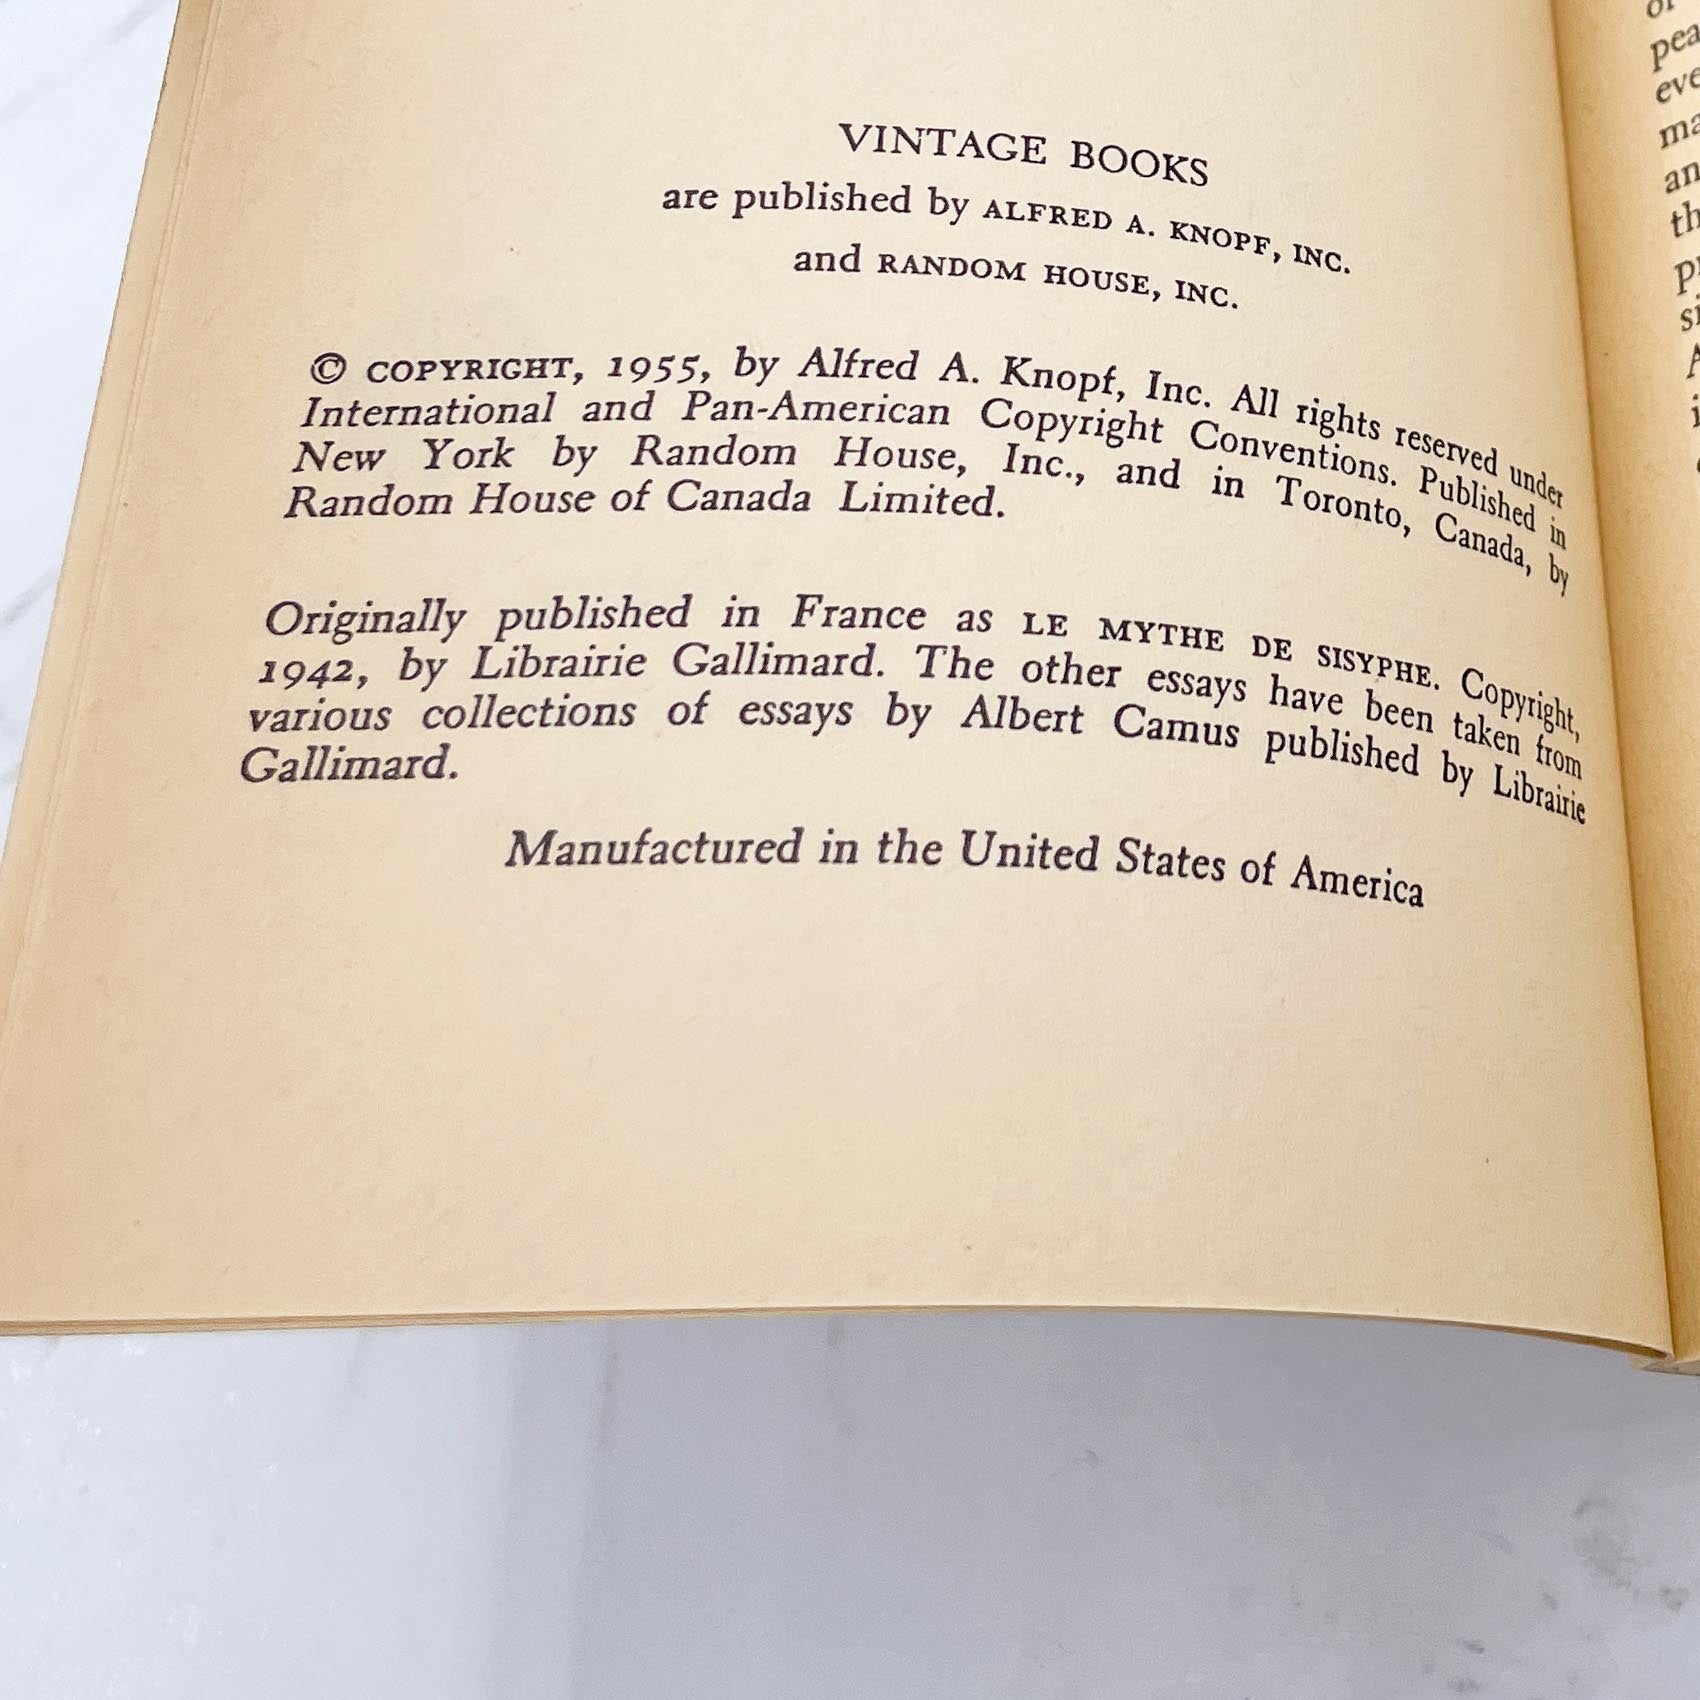 VINTAGE BOOKS
are published by ALFRED A. KNOPF, INC.
and RANDOM HOUSE, INC.
© COPYRIGHT, 1955, by Alfred A. Knopf, Inc. All rights reserved under
International and Pan-American Copyright Conventions. Published in
New York by Random House, Inc., and in Toronto, Canada, by
Random House of Canada Limited.
Originally published in France as LE MYTHE DE SISYPHE. Copyright,
1942, by Librairie Gallimard. The other essays have been taken from
various collections of essays by Albert Camus published by Librairie
Gallimard.
Manufactured in the United States of America